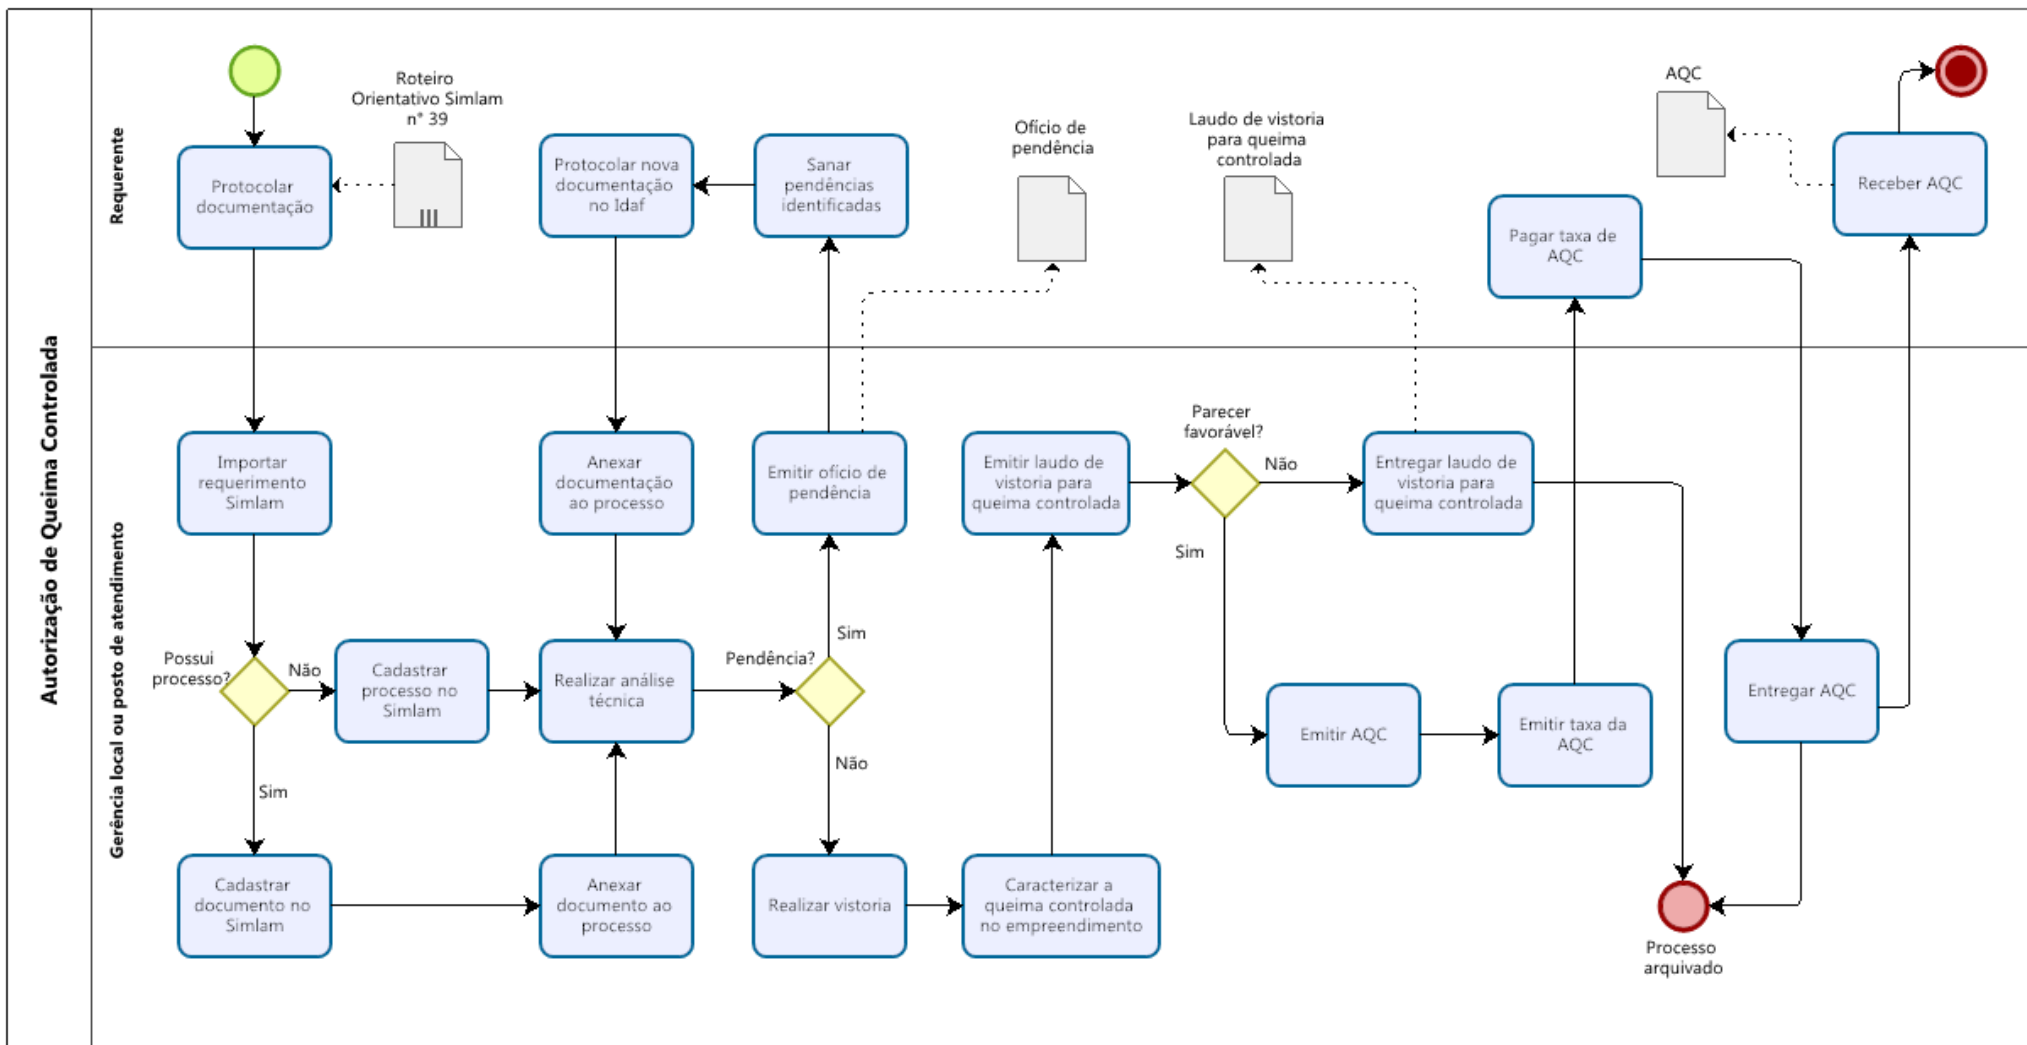 Autorização de Queima Controlada
Requerente
Roteiro
Orientativo Simlam
n° 39
Protocolar
documentação
Protocolar nova
documentação
no Idaf
Sanar
pendências
identificadas
Ofício de
pendência
Laudo de vistoria
para queima
controlada
Pagar taxa de
AQC
AQC
Receber AQC
Gerência local ou posto de atendimento
Importar
requerimento
Simlam
Possui
processo?
Não
Sim
Cadastrar
processo no
Simlam
Cadastrar
documento no
Simlam
Anexar
documentação
ao processo
Realizar análise
técnica
Anexar
documento ao
processo
Emitir ofício de
pendência
Pendência?
Sim
Não
Realizar vistoria
Caracterizar a
queima controlada
no empreendimento
Emitir laudo de
vistoria para
queima controlada
Parecer
favorável?
Não
Sim
Entregar laudo de
vistoria para
queima controlada
Emitir AQC
Emitir taxa da
AQC
Entregar AQC
Processo
arquivado